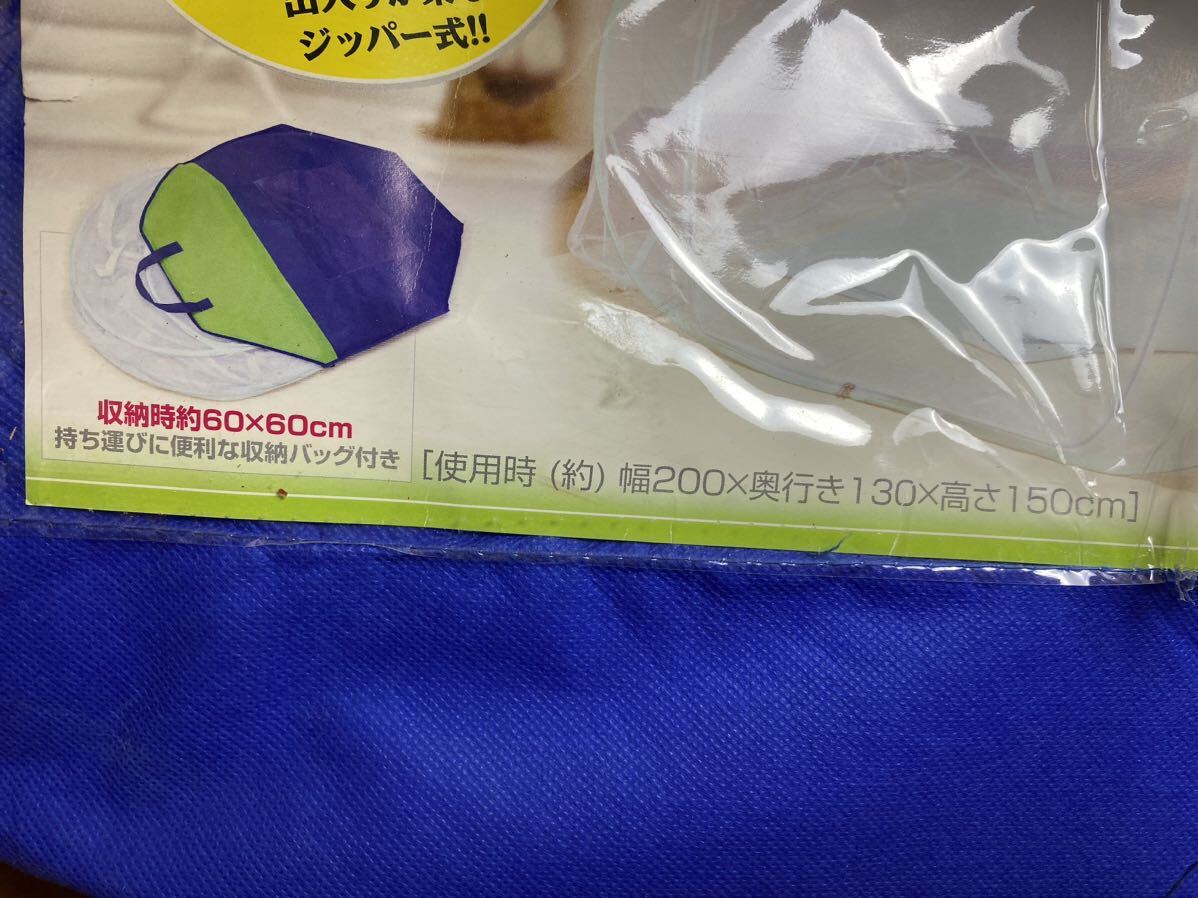 ジッパー式!!
収納時約60×60cm
持ち運びに便利な収納バッグ付き
[使用時(約)幅200×奥行き130×高さ150cm]